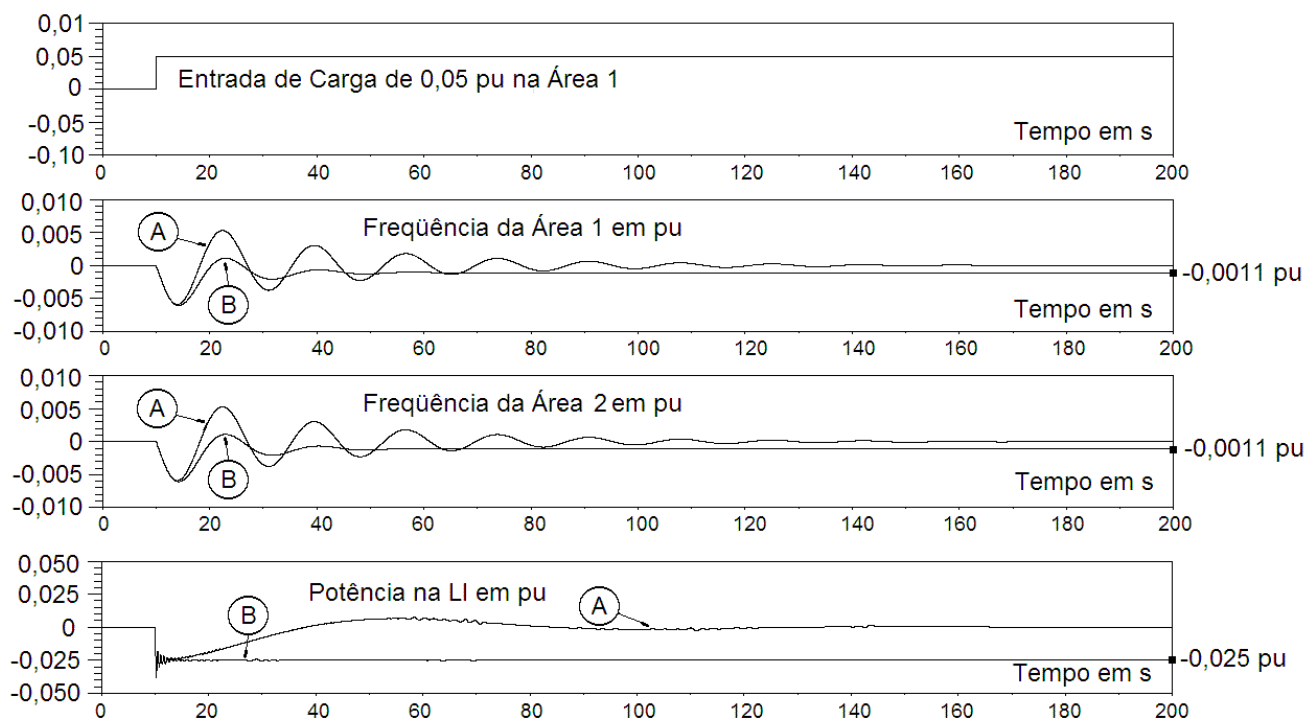 0,01
0,05
0
-0,05
-0,10
Entrada de Carga de 0,05 pu na Área 1
Tempo em s
0 20 40 60 80 100 120 140 160 180 200
0,010
0,005
0
-0,005
-0,010
A
B
Freqüência da Área 1 em pu
-0,0011 pu
Tempo em s
0 20 40 60 80 100 120 140 160 180 200
0,010
0,005
0
-0,005
-0,010
A
B
Freqüência da Área 2 em pu
-0,0011 pu
Tempo em s
0 20 40 60 80 100 120 140 160 180 200
0,050
0,025
0
-0,025
-0,050
Potência na LI em pu
B
A
-0,025 pu
Tempo em s
0 20 40 60 80 100 120 140 160 180 200